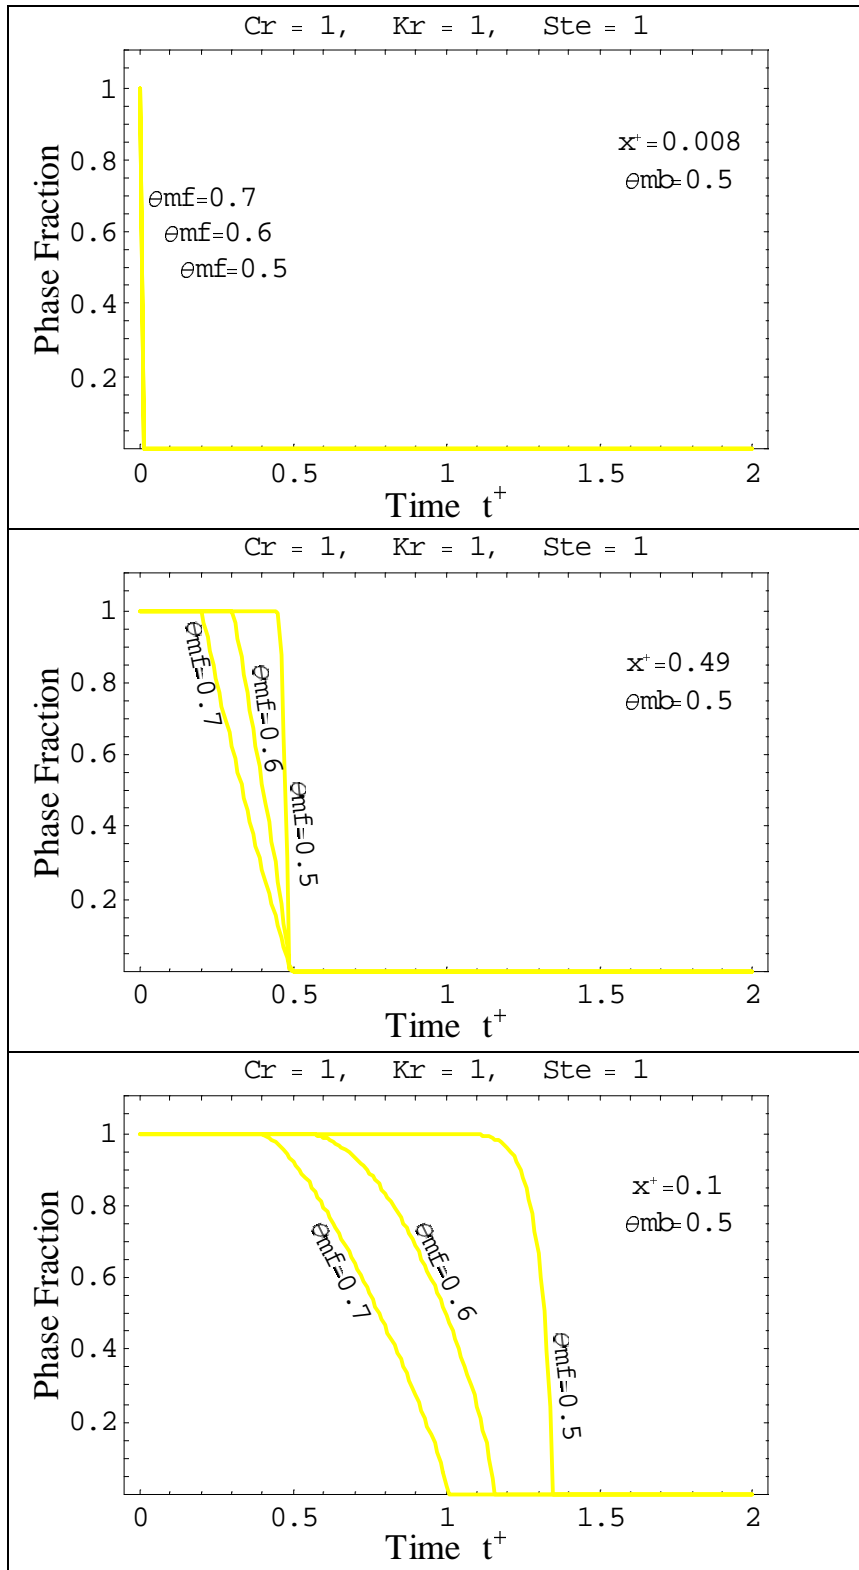 Cr = 1, Kr = 1, Ste = 1
1
0.8
0.6
0.4
0.2
Phase Fraction
x+=0.008
θmb=0.5
θmf=0.7
θmf=0.6
θmf=0.5
0 0.5 1 1.5 2
Time t+
Cr = 1, Kr = 1, Ste = 1
1
0.8
0.6
0.4
0.2
Phase Fraction
x+=0.49
θmb=0.5
θmf=0.7
θmf=0.6
θmf=0.5
0 0.5 1 1.5 2
Time t+
Cr = 1, Kr = 1, Ste = 1
1
0.8
0.6
0.4
0.2
Phase Fraction
x+=0.1
θmb=0.5
θmf=0.7
θmf=0.6
θmf=0.5
0 0.5 1 1.5 2
Time t+